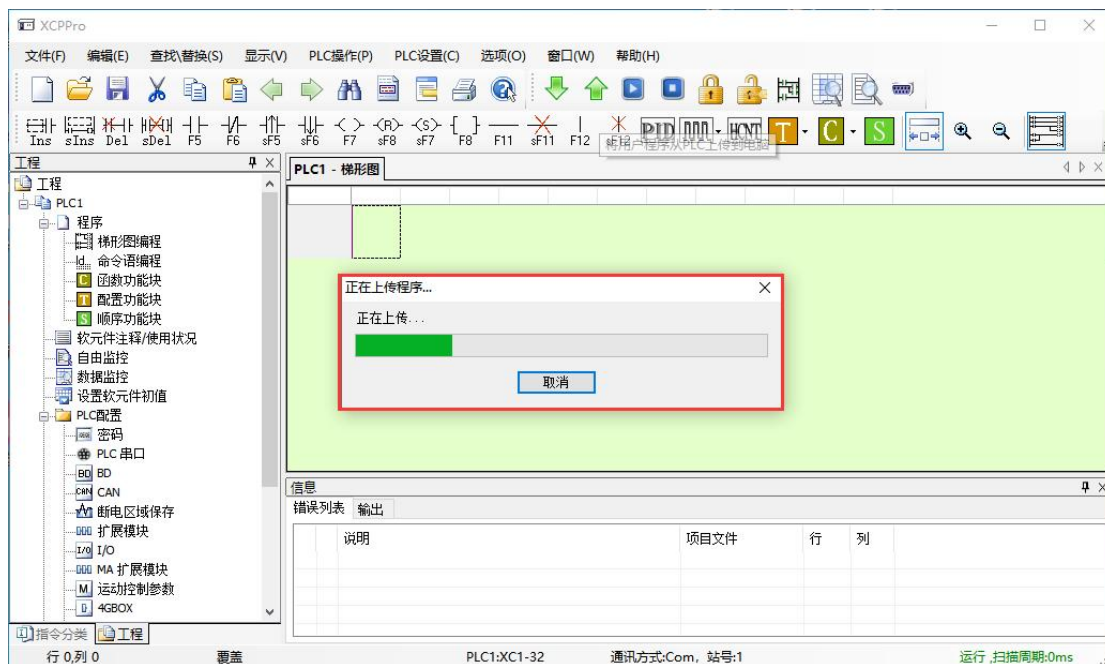 XCPPro
文件(F) 编辑(E) 查找\替换(S) 显示(V) PLC操作(P) PLC设置(C) 选项(O) 窗口(W) 帮助(H)
Ins sIns Del sDel F5 F6 sF5 sF6 F7 sF8 sF7 F8 F11 sF11 F12 PID HCNT T C S
将用户程序从PLC上传到电脑
工程
PLC1 - 梯形图
工程
PLC1
程序
梯形图编程
命令语编程
C 函数功能块
T 配置功能块
S 顺序功能块
软元件注释/使用状况
自由监控
数据监控
设置软元件初值
PLC配置
密码
PLC 串口
BD BD
CAN CAN
断电区域保存
扩展模块
I/O I/O
MA 扩展模块
M 运动控制参数
4GBOX
指令分类 工程
正在上传程序...
正在上传...
取消
信息
错误列表 输出
说明 项目文件 行 列
行 0,列 0 覆盖 PLC1:XC1-32 通讯方式:Com，站号:1 运行 ,扫描周期:0ms